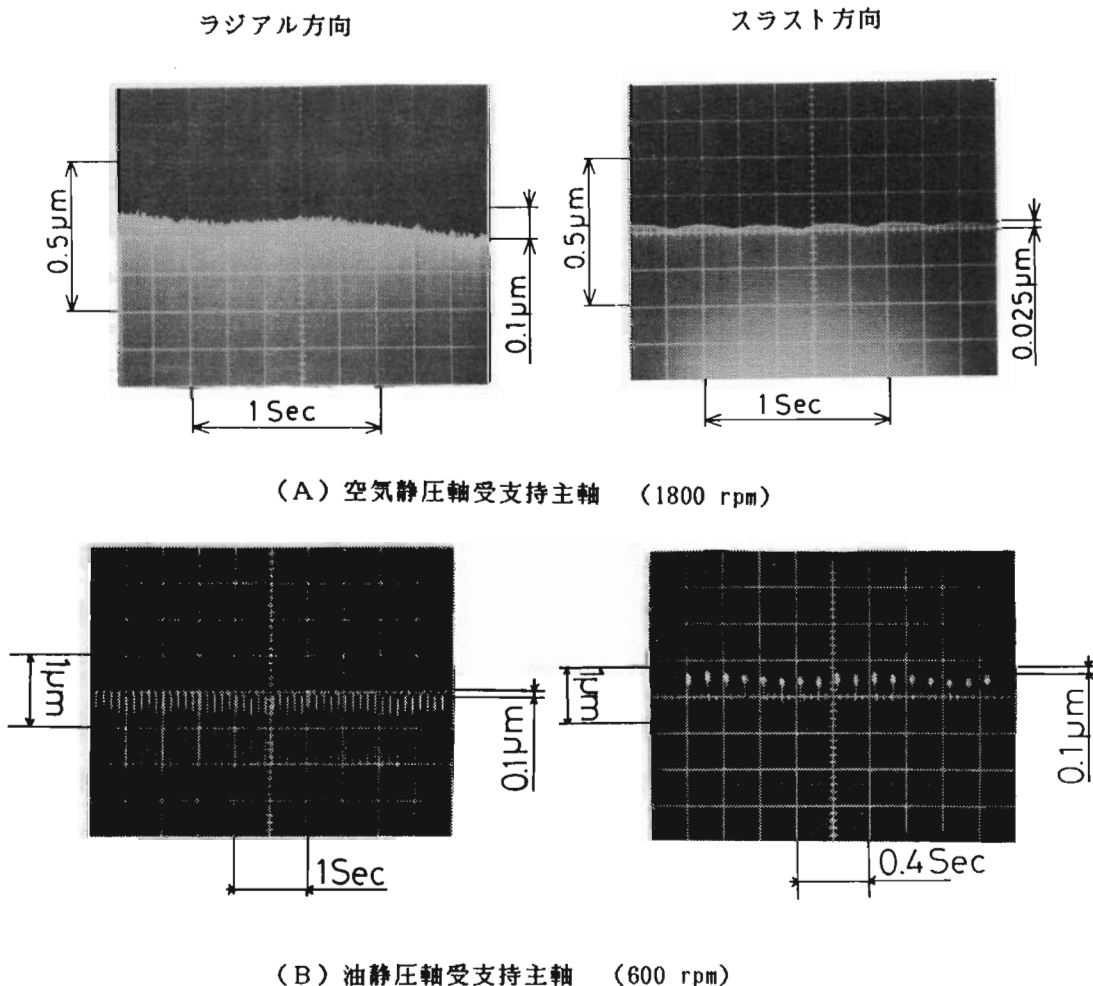 ラジアル方向
スラスト方向
0.5μm
0.1μm
1Sec
0.5μm
0.025μm
1Sec
(A)空気静圧軸受支持主軸 (1800 rpm)
1μm
0.1μm
1Sec
1μm
0.1μm
0.4Sec
(B)油静圧軸受支持主軸 (600 rpm)